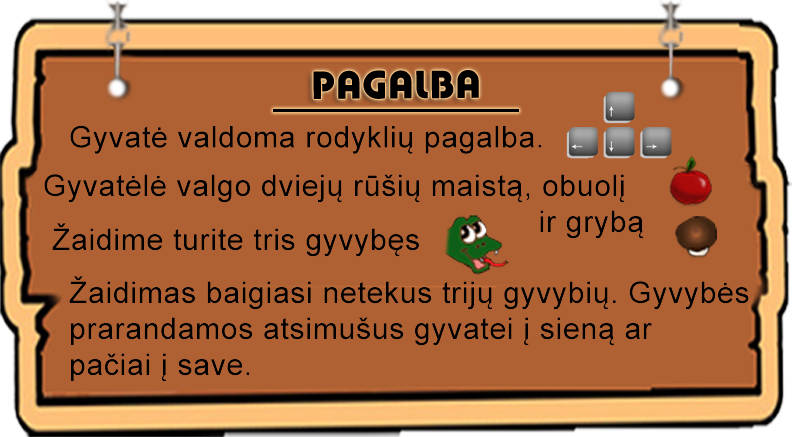 PAGALBA
Gyvatė valdoma rodyklių pagalba.
↑
← ↓ →
Gyvatėlė valgo dviejų rūšių maistą, obuolį
ir grybą
Žaidime turite tris gyvybęs
Žaidimas baigiasi netekus trijų gyvybių. Gyvybės
prarandamos atsimušus gyvatei į sieną ar
pačiai į save.